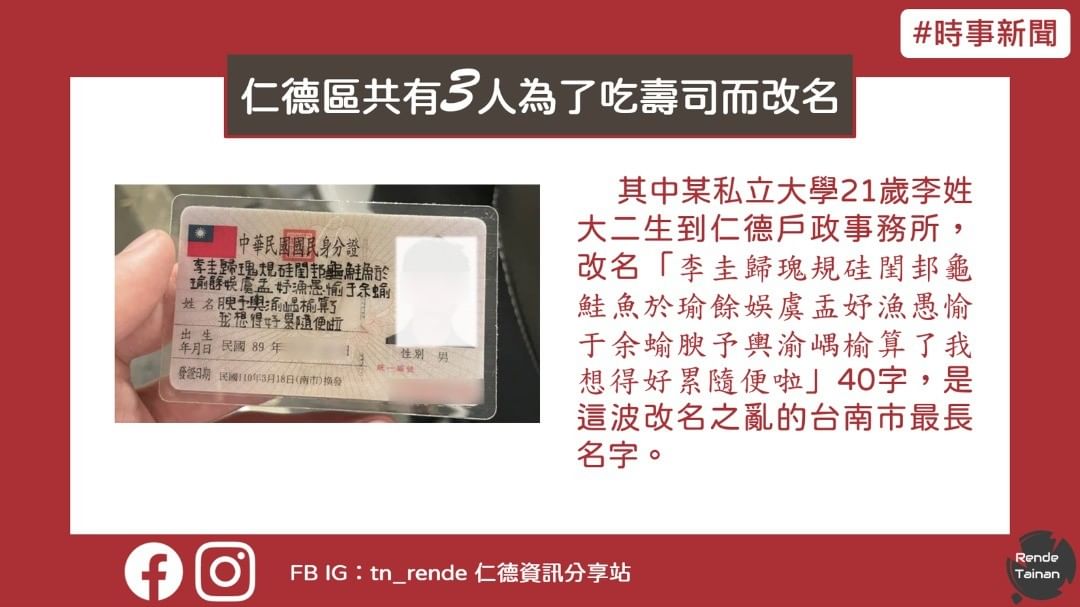 #時事新聞
仁德區共有3人為了吃壽司而改名
中華民國國民身分證
李圭歸瑰規硅閨邽龜鮭魚於
瑜餘娛虞盂妤漁愚愉于余蝓
姓名 腴予輿渝嵎榆算了
我想得好累隨便啦
出生
年月日 民國 89 年
性別 男
統一編號
發證日期 民國110年3月18日(南市)換發
其中某私立大學21歲李姓
大二生到仁德戶政事務所，
改名「李圭歸瑰規硅閨邽龜
鮭魚於瑜餘娛虞盂妤漁愚愉
于余蝓腴予輿渝嵎榆算了我
想得好累隨便啦」40字，是
這波改名之亂的台南市最長
名字。
FB IG：tn_rende 仁德資訊分享站
Rende
Tainan